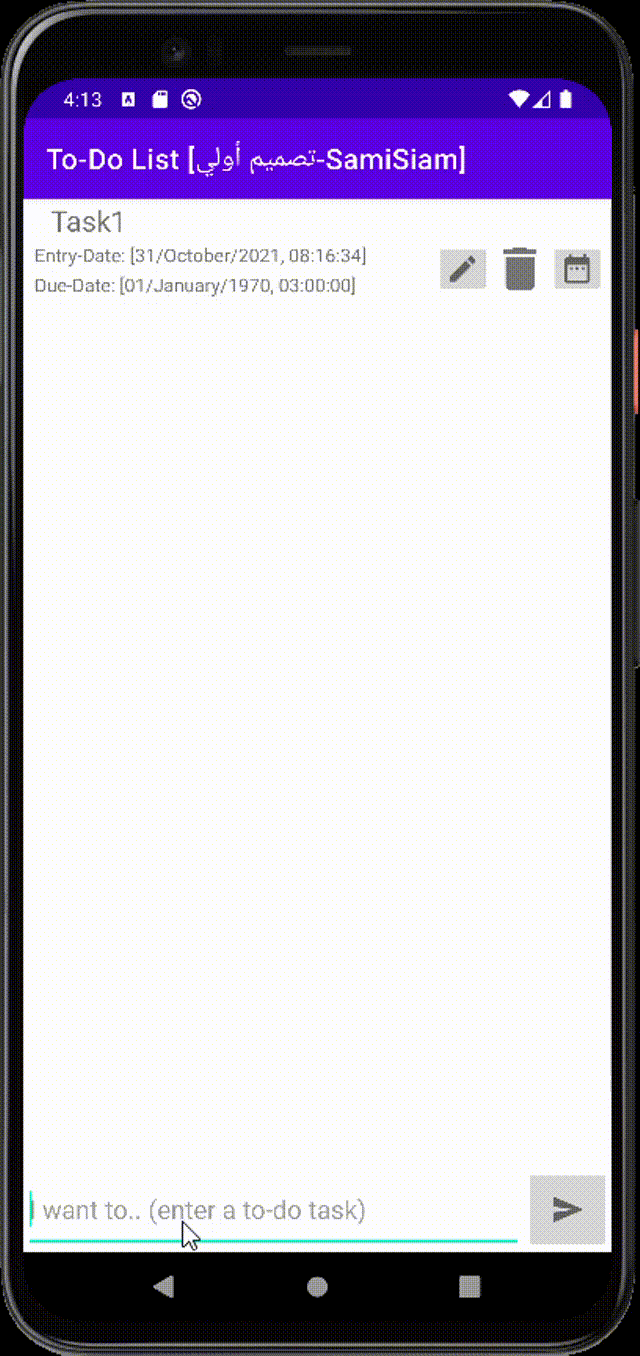 4:13
To-Do List [تصميم أولي-SamiSiam]
Task1
Entry-Date: [31/October/2021, 08:16:34]
Due-Date: [01/January/1970, 03:00:00]
I want to.. (enter a to-do task)